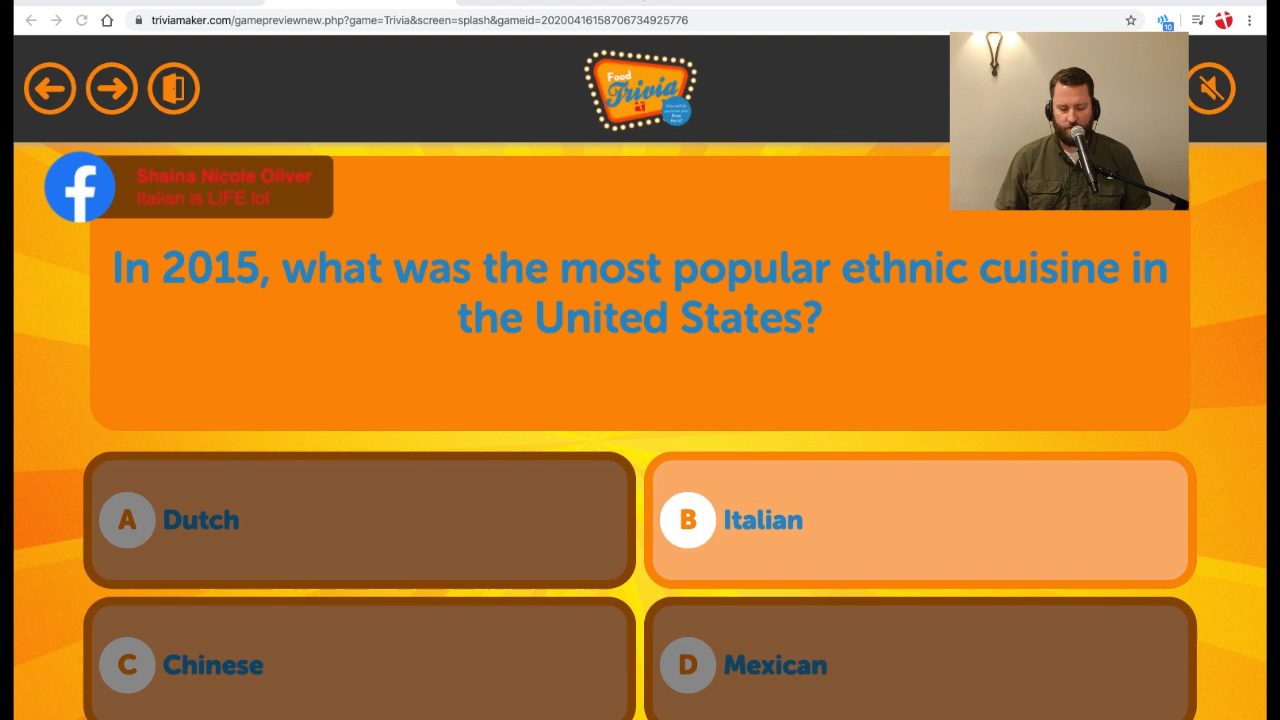 triviamaker.com/gamepreviewnew.php?game=Trivia&screen=splash&gameid=20200416158706734925776
10
Food
Trivia
Shaina Nicole Oliver
Italian is LIFE lol
In 2015, what was the most popular ethnic cuisine in
the United States?
A Dutch
B Italian
C Chinese
D Mexican